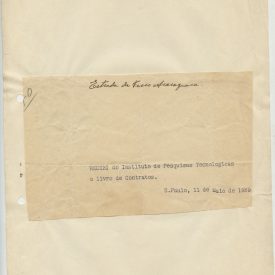 Estrada de Ferro Araraquara
RECEBI do Instituto de Pesquisas Tecnologicas
o livro de Contratos.
S.Paulo, 11 de Maio de 1939